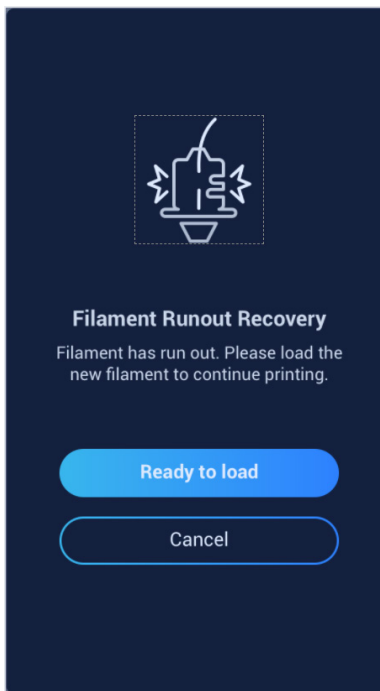 Filament Runout Recovery
Filament has run out. Please load the
new filament to continue printing.
Ready to load
Cancel